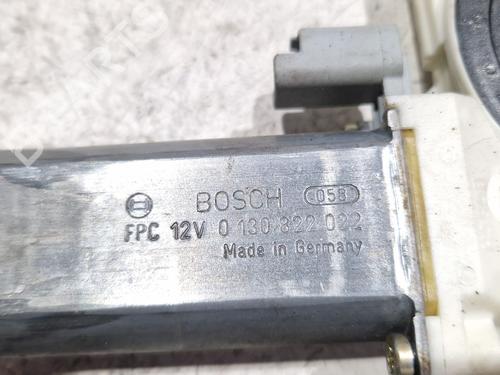 BOSCH 058
FPC 12V 0 130 822 022
Made in Germany